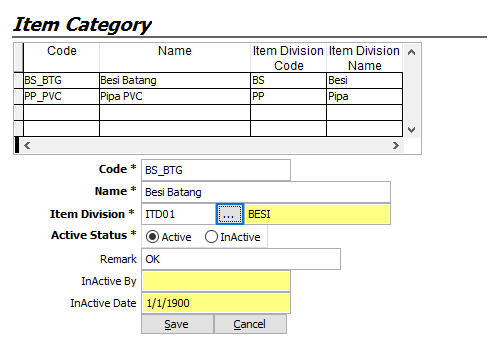 Item Category
Code Name Item Division Code Item Division Name
BS_BTG Besi Batang BS Besi
PP_PVC Pipa PVC PP Pipa
Code * BS_BTG
Name * Besi Batang
Item Division * ITD01 ... BESI
Active Status * Active InActive
Remark OK
InActive By
InActive Date 1/1/1900
Save Cancel